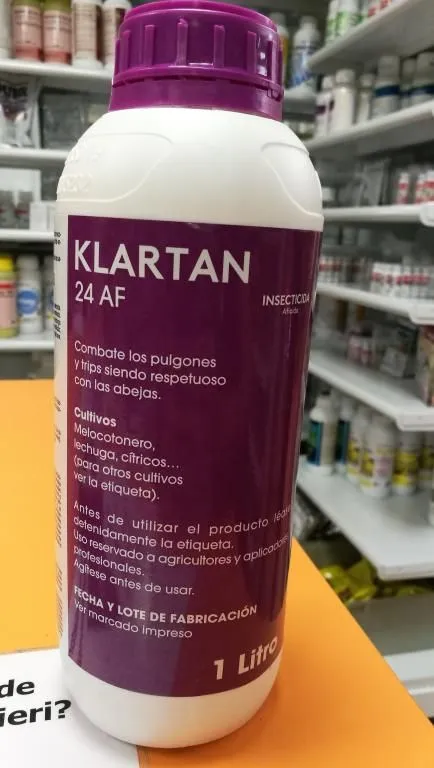 KLARTAN
24 AF
INSECTICIDA
Combate los pulgones
y trips siendo respetuoso
con las abejas.
Cultivos
Melocotonero,
lechuga, cítricos...
(para otros cultivos
ver la etiqueta).
Antes de utilizar el producto léase
detenidamente la etiqueta.
Uso reservado a agricultores y aplicadores
profesionales.
Agítese antes de usar.
FECHA Y LOTE DE FABRICACIÓN
Ver marcado impreso
1 Litro
de
ieri?